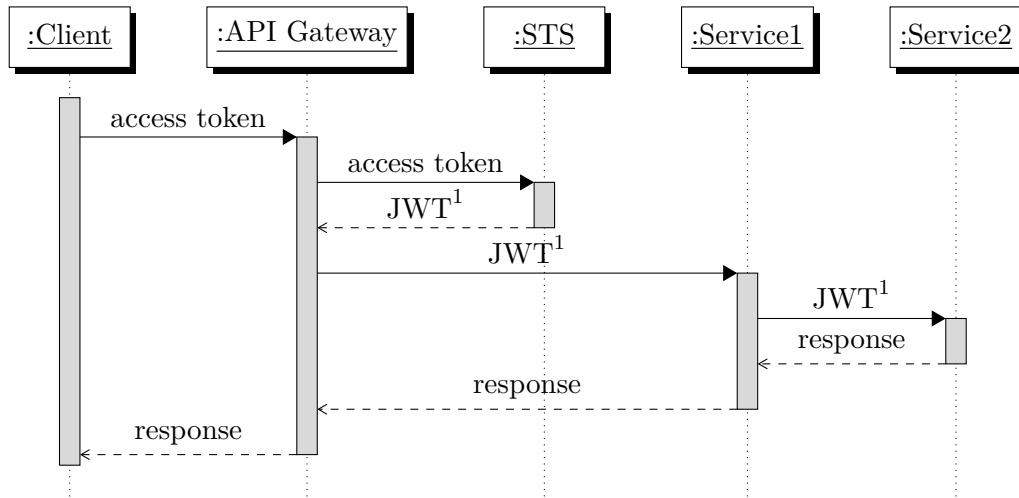 :Client
:API Gateway
:STS
:Service1
:Service2
access token
access token
JWT¹
JWT¹
JWT¹
response
response
response